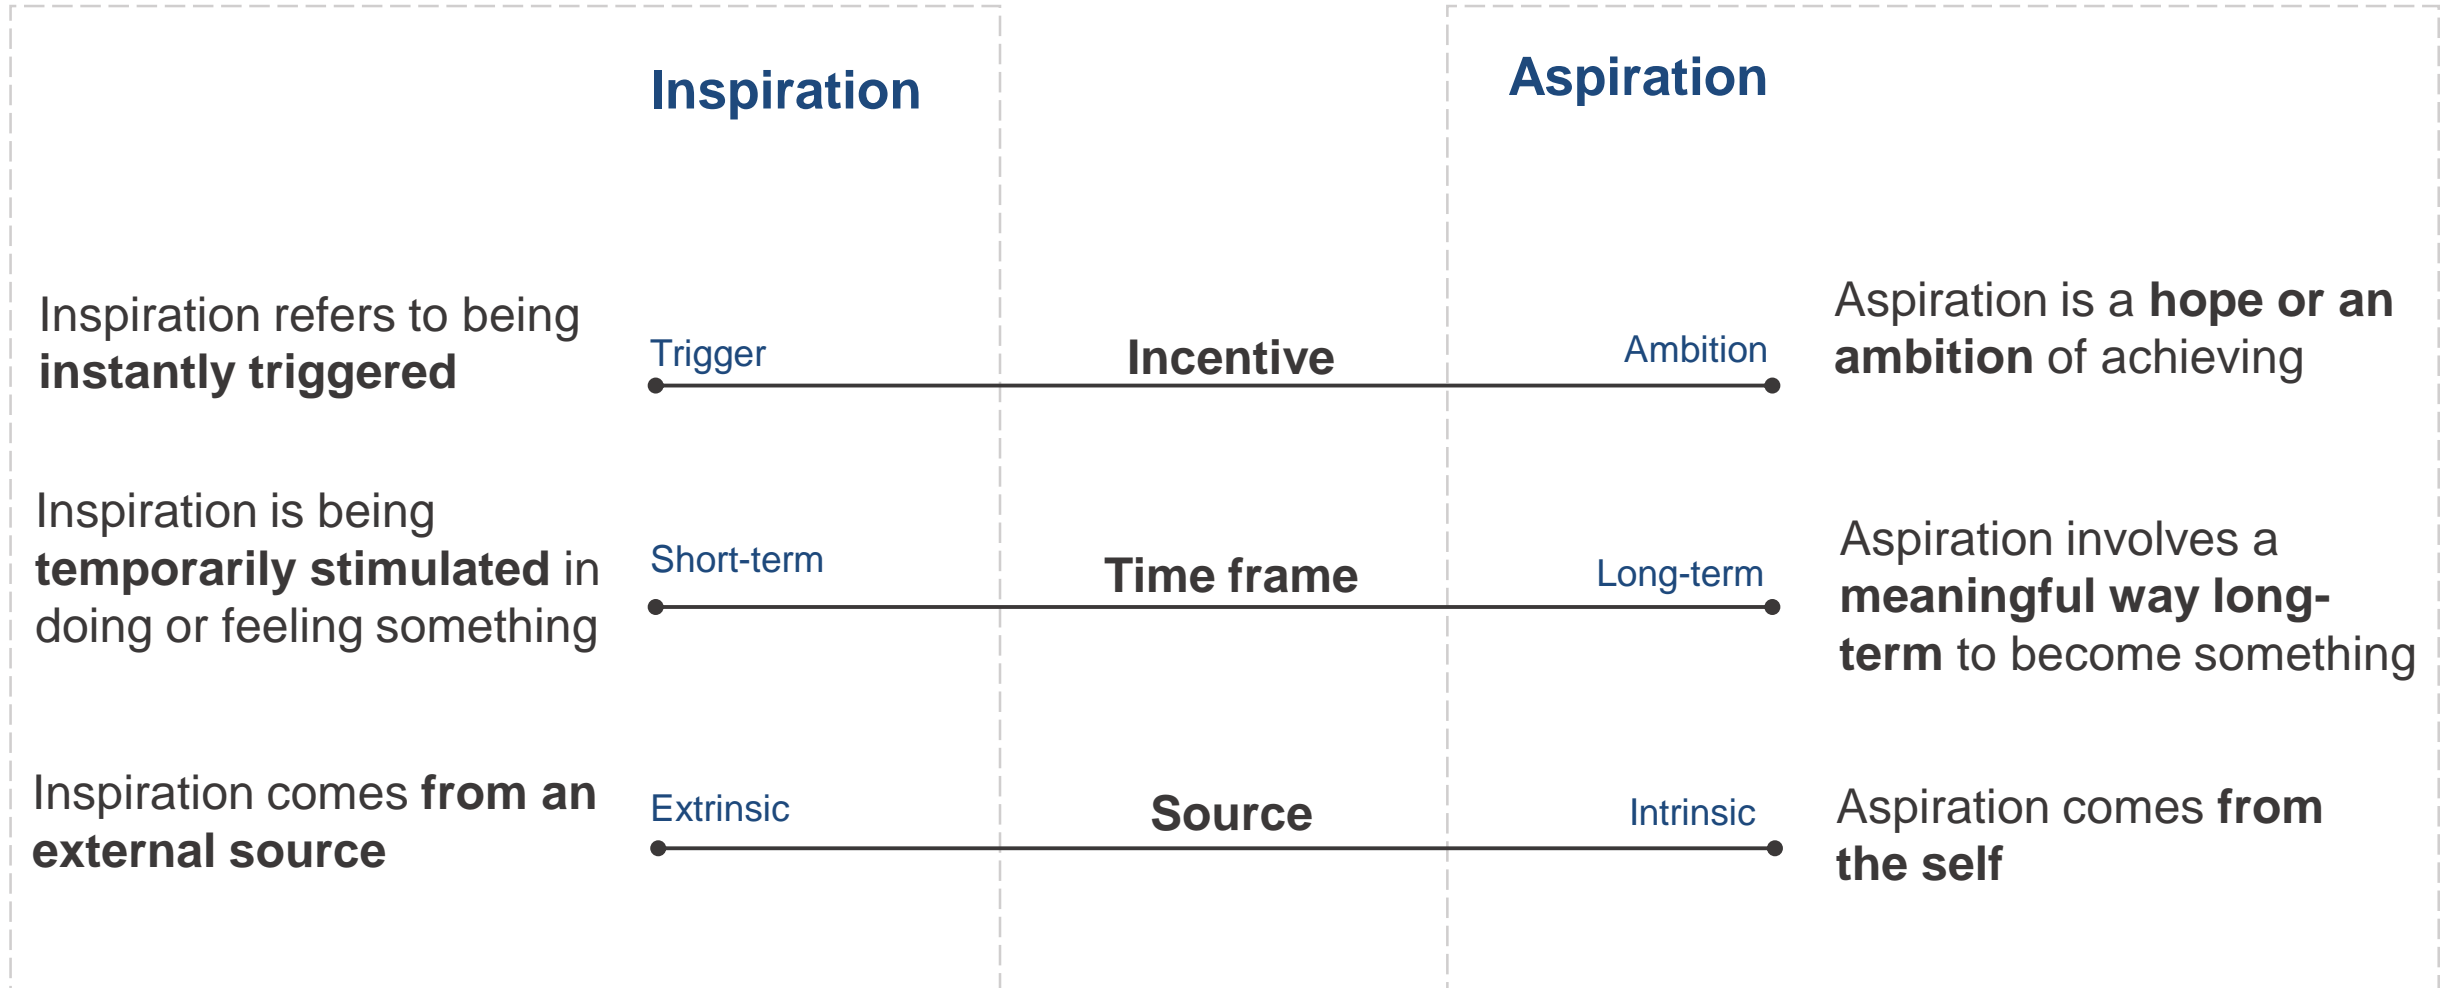 Inspiration
Aspiration
Inspiration refers to being
instantly triggered
Trigger
Incentive
Ambition
Aspiration is a hope or an
ambition of achieving
Inspiration is being
temporarily stimulated in
doing or feeling something
Short-term
Time frame
Long-term
Aspiration involves a
meaningful way long-
term to become something
Inspiration comes from an
external source
Extrinsic
Source
Intrinsic
Aspiration comes from
the self